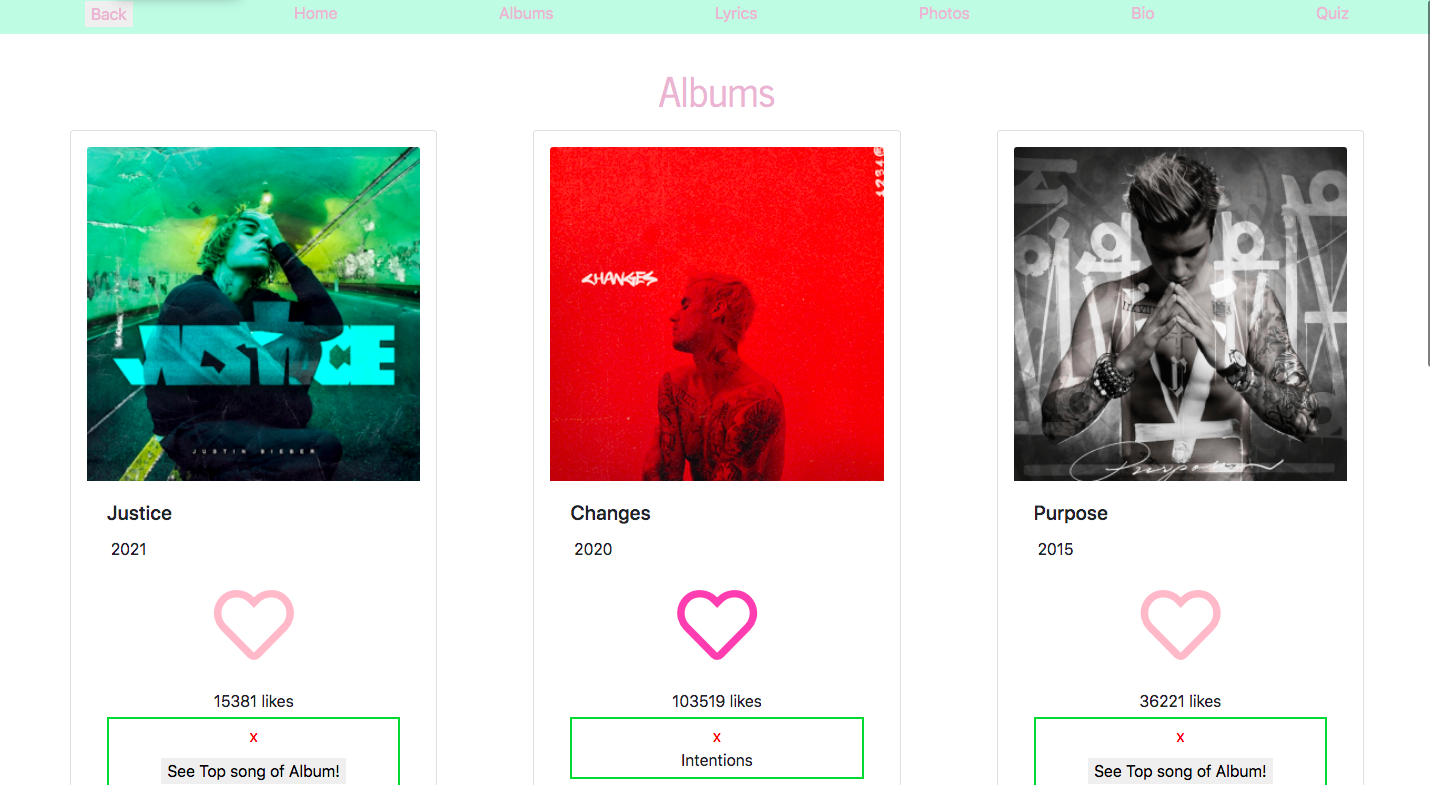 Back Home Albums Lyrics Photos Bio Quiz
Albums
JUSTICE
JUSTIN BIEBER
CHANGES
1234@
Purpose
Justice
2021
15381 likes
x
See Top song of Album!
Changes
2020
103519 likes
x
Intentions
Purpose
2015
36221 likes
x
See Top song of Album!